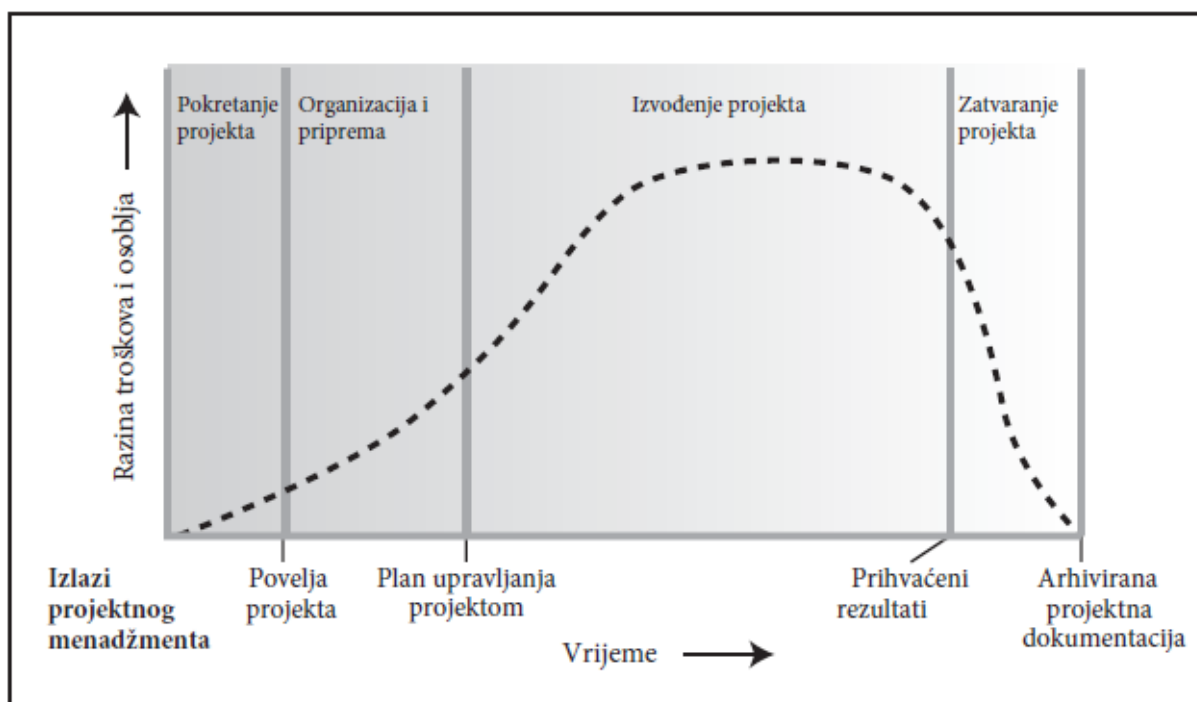 Pokretanje
projekta
Organizacija i
priprema
Izvođenje projekta
Zatvaranje
projekta
Razina troškova i osoblja
Izlazi
projektnog
menadžmenta
Povelja
projekta
Plan upravljanja
projektom
Prihvaćeni
rezultati
Arhivirana
projektna
dokumentacija
Vrijeme